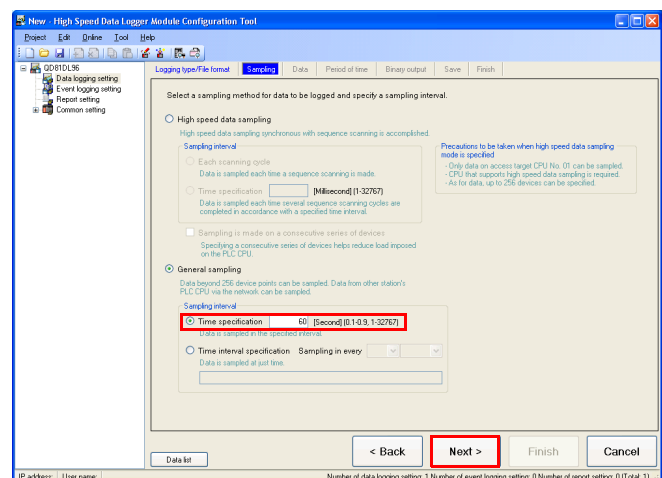 New - High Speed Data Logger Module Configuration Tool
Project Edit Online Tool Help
QD81DL96
Data logging setting
Event logging setting
Report setting
Common setting
Logging type/File format Sampling Data Period of time Binary output Save Finish
Select a sampling method for data to be logged and specify a sampling interval.
High speed data sampling
High speed data sampling synchronous with sequence scanning is accomplished.
Sampling interval
Each scanning cycle
Data is sampled each time a sequence scanning is made.
Time specification [Millisecond] (1-32767)
Data is sampled each time several sequence scanning cycles are
completed in accordance with a specified time interval.
Precautions to be taken when high speed data sampling
mode is specified
- Only data on access target CPU No. 01 can be sampled.
- CPU that supports high speed data sampling is required.
- As for data, up to 256 devices can be specified.
Sampling is made on a consecutive series of devices
Specifying a consecutive series of devices helps reduce load imposed
on the PLC CPU.
General sampling
Data beyond 256 device points can be sampled. Data from other station's
PLC CPU via the network can be sampled.
Sampling interval
Time specification 60 [Second] (0.1-0.9, 1-32767)
Data is sampled in the specified interval.
Time interval specification Sampling in every
Data is sampled at just time.
Data list
< Back Next > Finish Cancel
IP address: User name: Number of data logging setting: 1 Number of event logging setting: 0 Number of report setting: 0 (Total: 1)